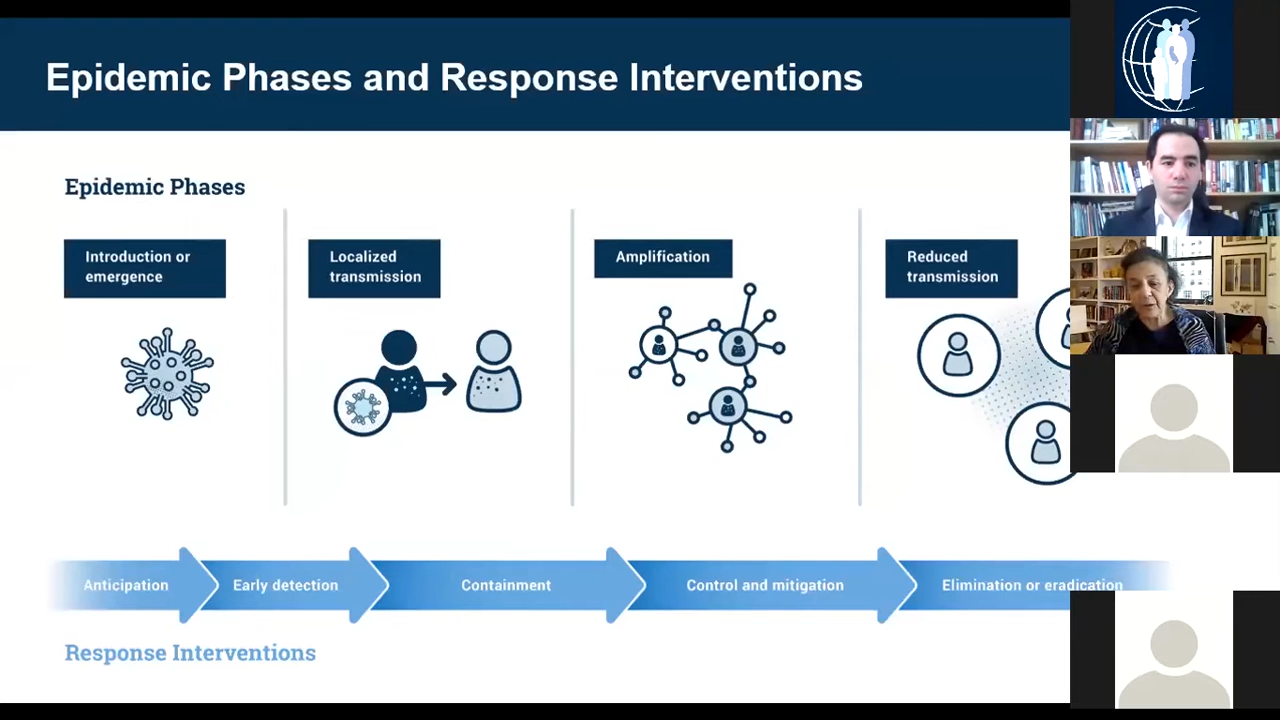 Epidemic Phases and Response Interventions
Epidemic Phases
Introduction or
emergence
Localized
transmission
Amplification
Reduced
transmission
Anticipation
Early detection
Containment
Control and mitigation
Elimination or eradication
Response Interventions